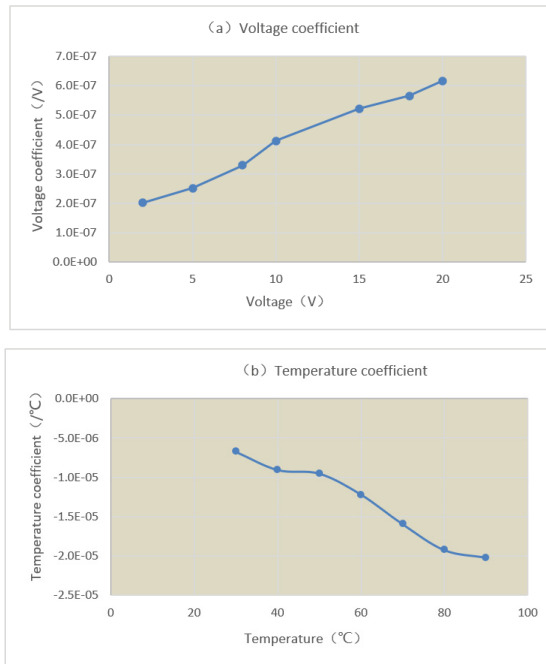 （a）Voltage coefficient
7.0E-07
6.0E-07
5.0E-07
4.0E-07
3.0E-07
2.0E-07
1.0E-07
0.0E+00
Voltage coefficient（/V）
0 5 10 15 20 25
Voltage（V）
（b）Temperature coefficient
0.0E+00
-5.0E-06
-1.0E-05
-1.5E-05
-2.0E-05
-2.5E-05
Temperature coefficient（/℃）
0 20 40 60 80 100
Temperature（℃）